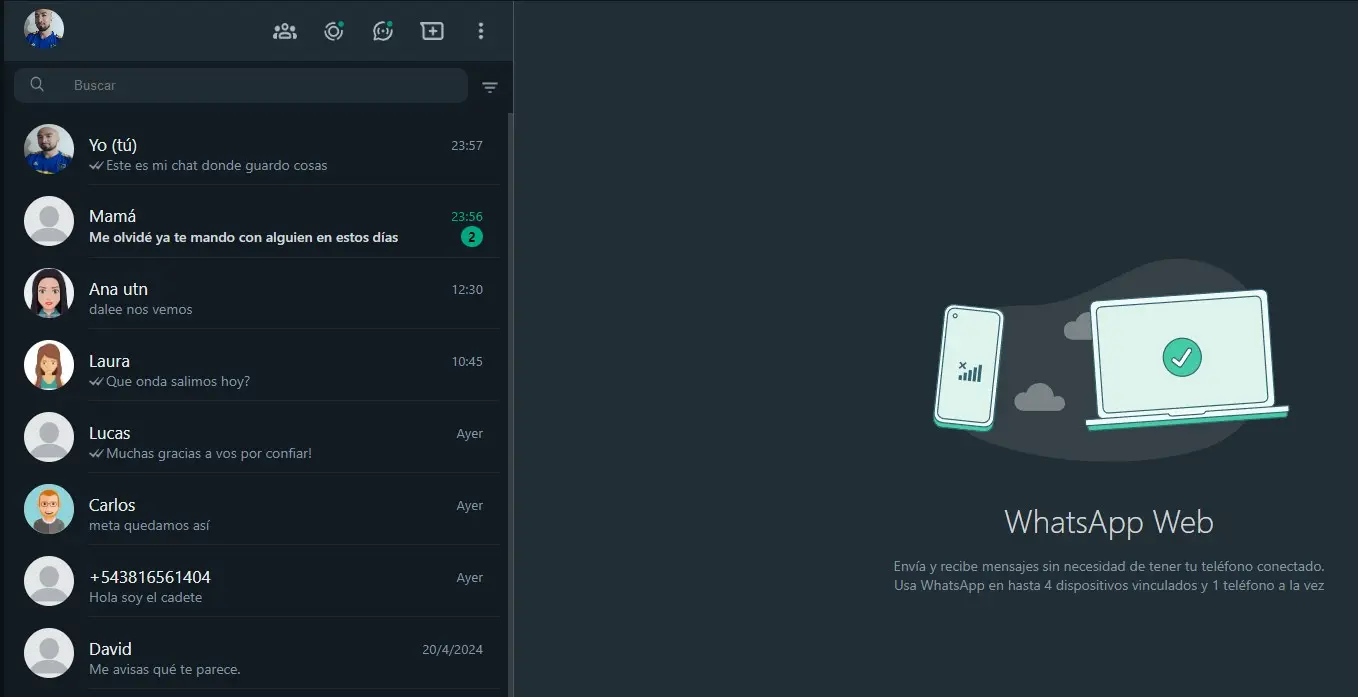 Buscar
Yo (tú)
23:57
Este es mi chat donde guardo cosas
Mamá
23:56
Me olvidé ya te mando con alguien en estos días
2
Ana utn
12:30
dalee nos vemos
Laura
10:45
Que onda salimos hoy?
Lucas
Ayer
Muchas gracias a vos por confiar!
Carlos
Ayer
meta quedamos así
+543816561404
Ayer
Hola soy el cadete
David
20/4/2024
Me avisas qué te parece.
WhatsApp Web
Envía y recibe mensajes sin necesidad de tener tu teléfono conectado.
Usa WhatsApp en hasta 4 dispositivos vinculados y 1 teléfono a la vez